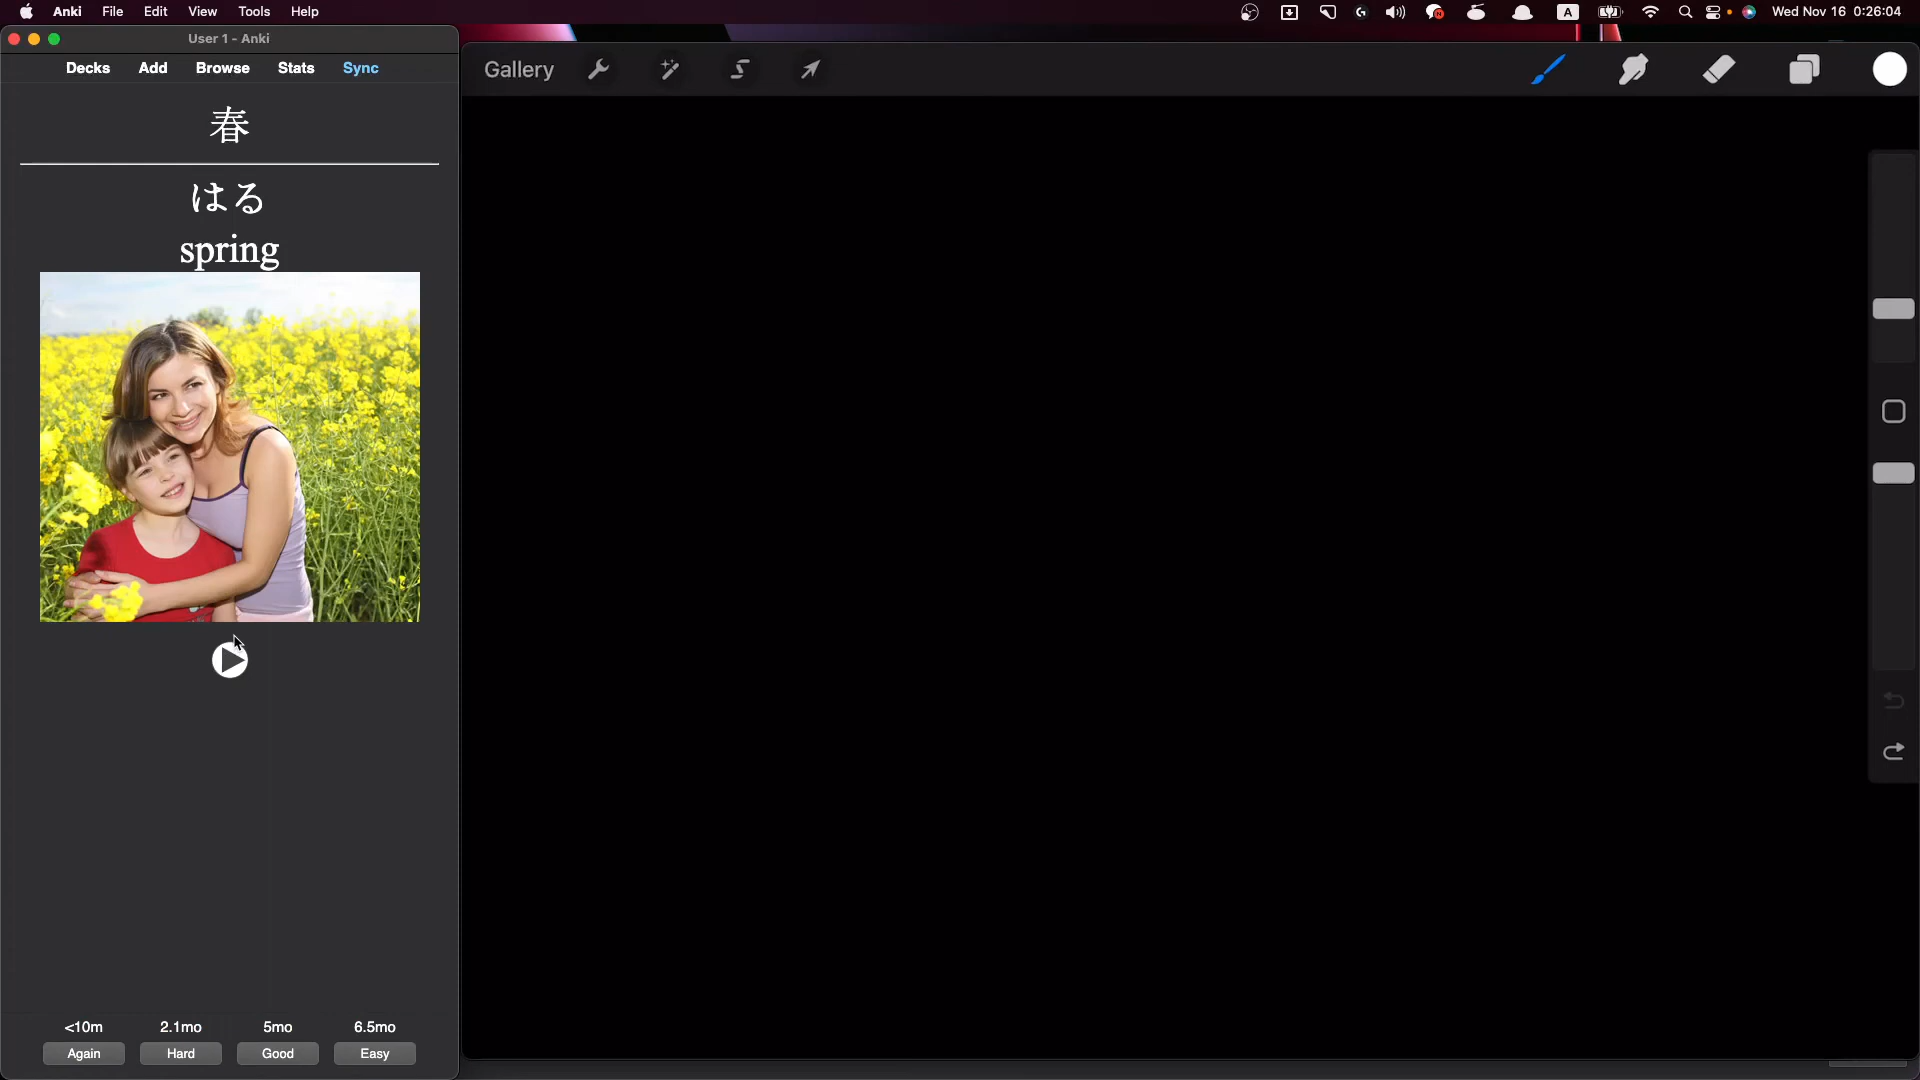 Anki File Edit View Tools Help
A
Wed Nov 16 0:26:04
User 1 - Anki
Decks Add Browse Stats Sync
Gallery
春
はる
spring
<10m 2.1mo 5mo 6.5mo
Again Hard Good Easy